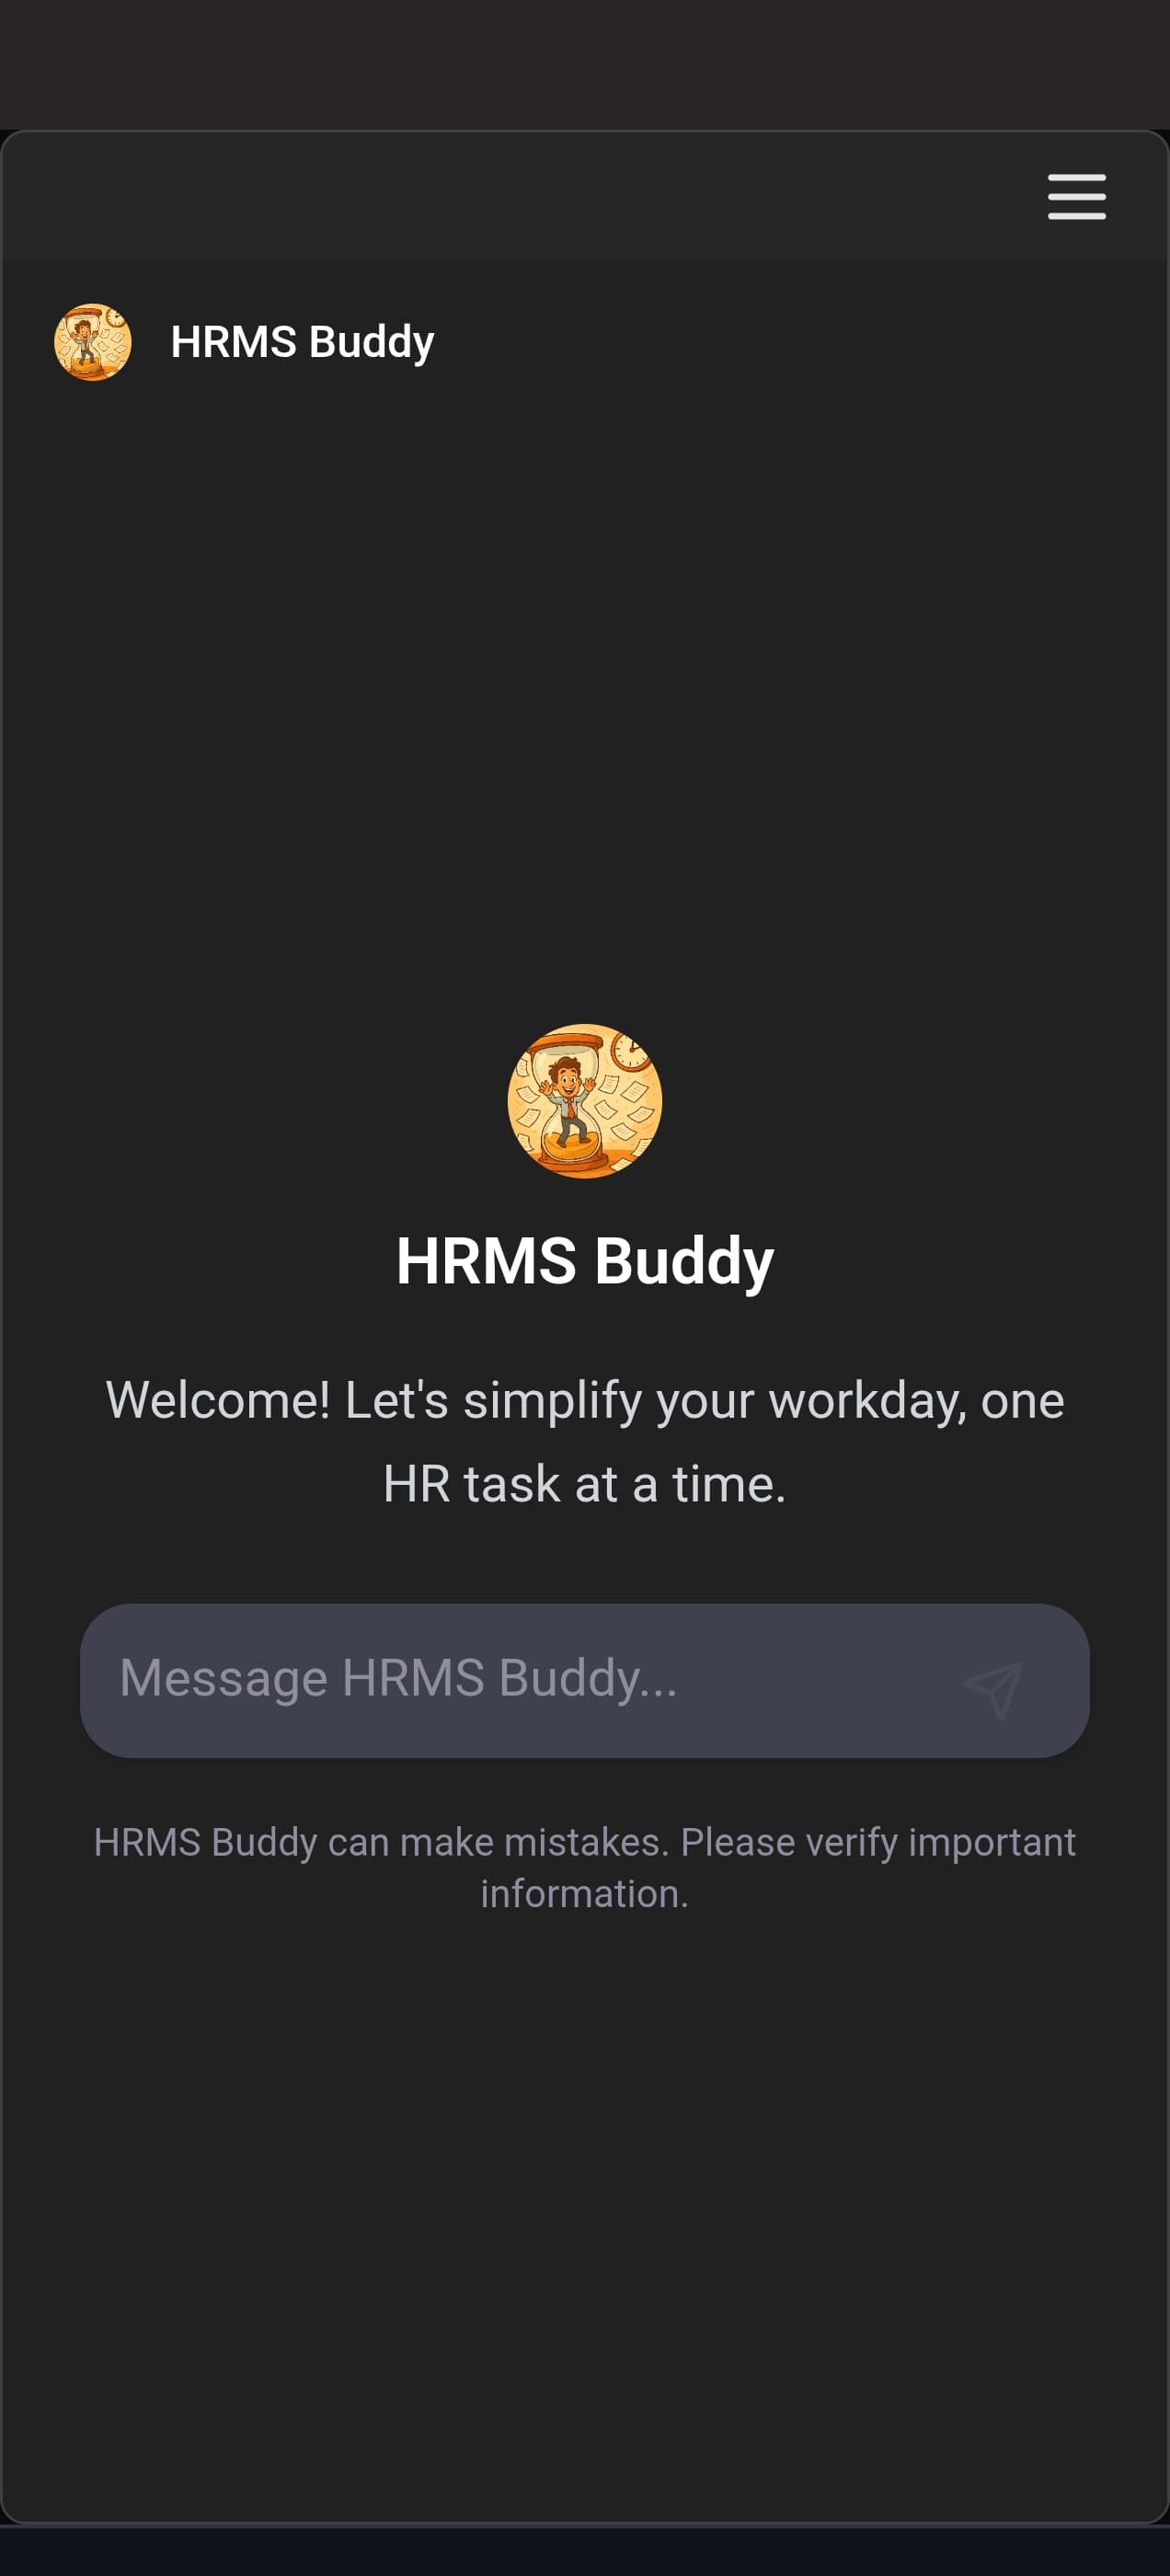 HRMS Buddy
HRMS Buddy
Welcome! Let's simplify your workday, one
HR task at a time.
Message HRMS Buddy...
HRMS Buddy can make mistakes. Please verify important
information.